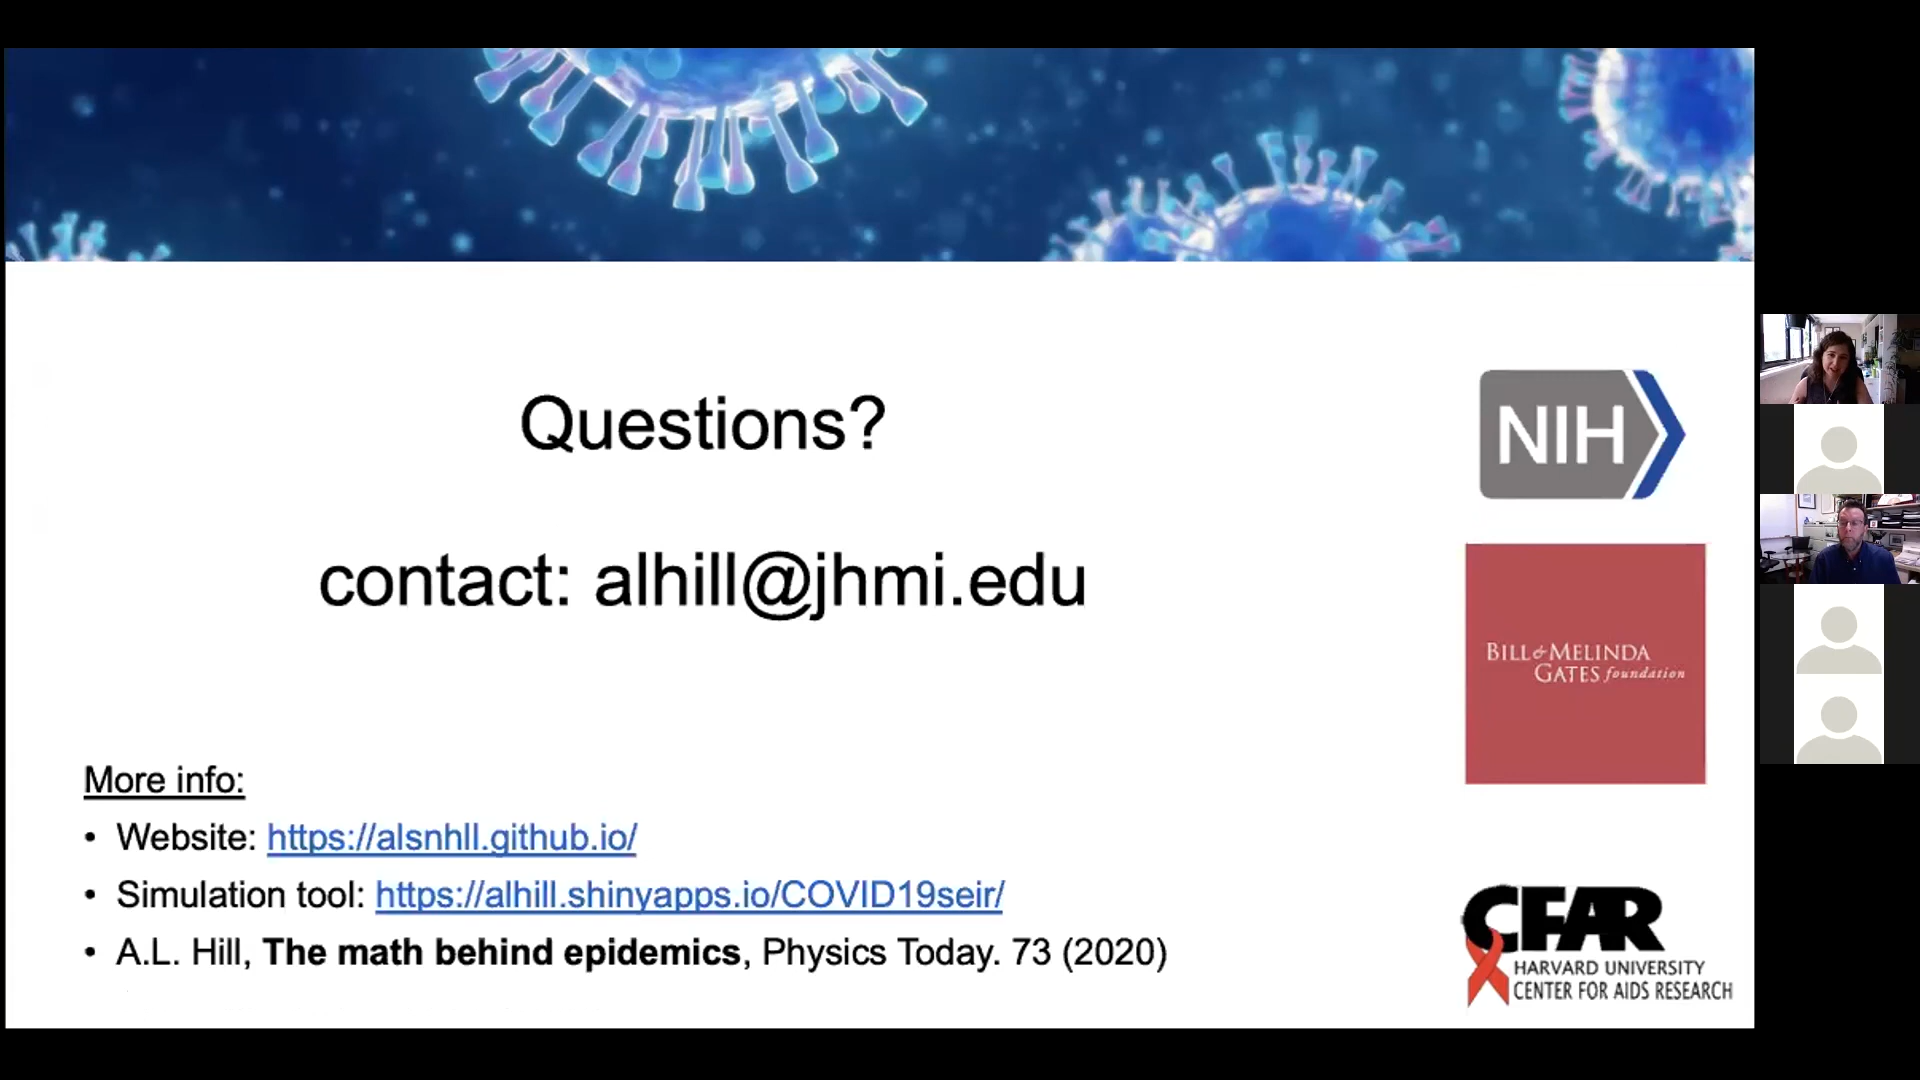 Questions?
contact: alhill@jhmi.edu
More info:
• Website: https://alsnhll.github.io/
• Simulation tool: https://alhill.shinyapps.io/COVID19seir/
• A.L. Hill, The math behind epidemics, Physics Today. 73 (2020)
NIH
BILL & MELINDA
GATES foundation
CFAR
HARVARD UNIVERSITY
CENTER FOR AIDS RESEARCH